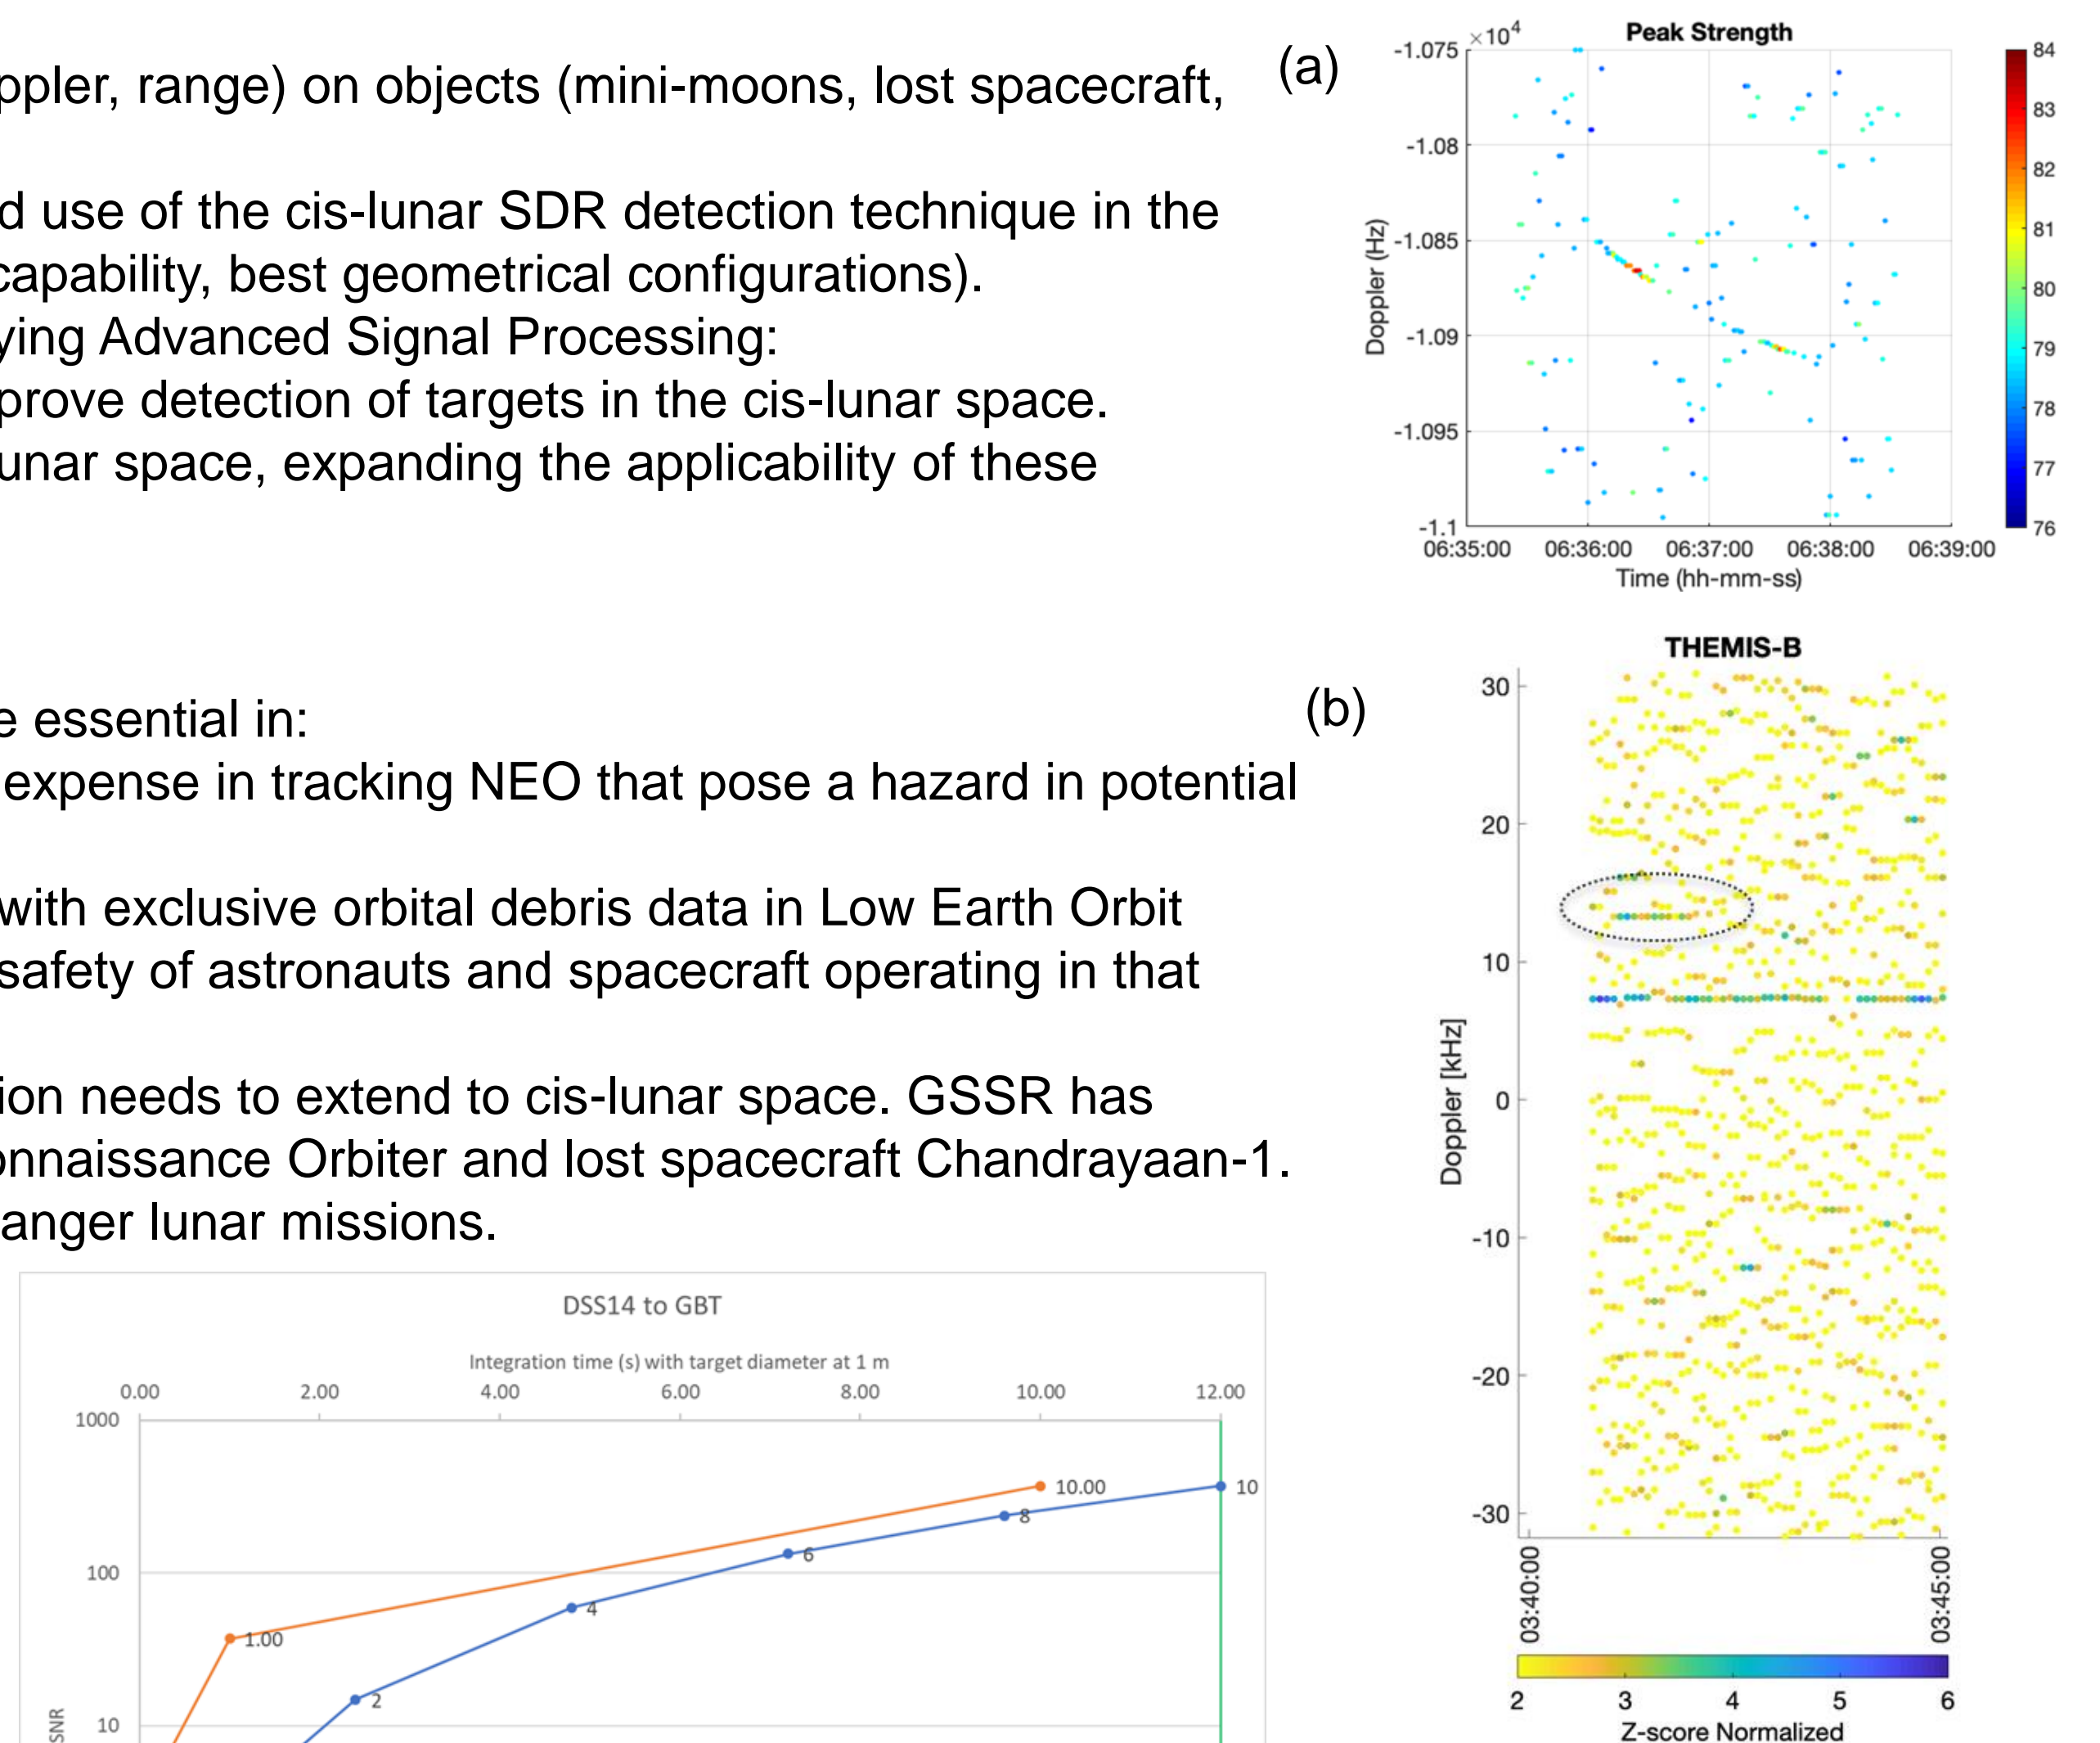 ppler, range) on objects (mini-moons, lost spacecraft,
d use of the cis-lunar SDR detection technique in the
capability, best geometrical configurations).
ying Advanced Signal Processing:
prove detection of targets in the cis-lunar space.
unar space, expanding the applicability of these
e essential in:
expense in tracking NEO that pose a hazard in potential
with exclusive orbital debris data in Low Earth Orbit
safety of astronauts and spacecraft operating in that
ion needs to extend to cis-lunar space. GSSR has
onnaissance Orbiter and lost spacecraft Chandrayaan-1.
anger lunar missions.
DSS14 to GBT
Integration time (s) with target diameter at 1 m
0.00 2.00 4.00 6.00 8.00 10.00 12.00
1000
100
10
SNR
10.00
1.00
10
8
6
4
2
(a)
Peak Strength
×10⁴
-1.075
-1.08
-1.085
-1.09
-1.095
-1.1
Doppler (Hz)
06:35:00 06:36:00 06:37:00 06:38:00 06:39:00
Time (hh-mm-ss)
84
83
82
81
80
79
78
77
76
(b)
THEMIS-B
30
20
10
0
-10
-20
-30
Doppler [kHz]
03:40:00 03:45:00
2 3 4 5 6
Z-score Normalized